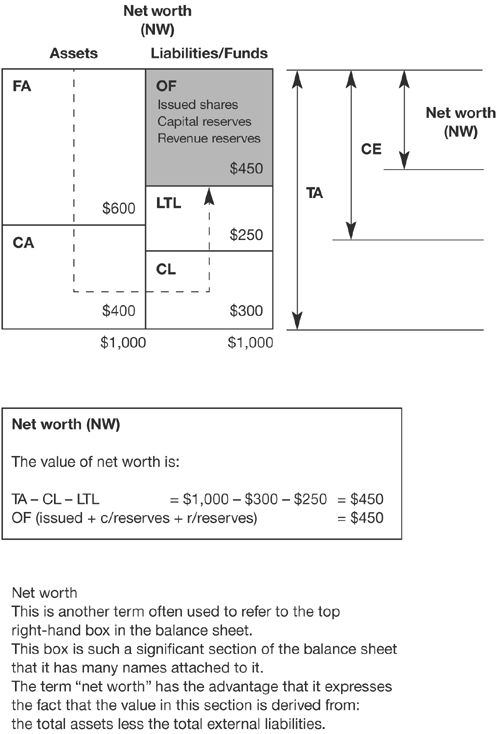 Net worth
(NW)
Assets
Liabilities/Funds
FA
$600
CA
$400
$1,000
OF
Issued shares
Capital reserves
Revenue reserves
$450
LTL
$250
CL
$300
$1,000
TA
CE
Net worth
(NW)
Net worth (NW)
The value of net worth is:
TA – CL – LTL = $1,000 – $300 – $250 = $450
OF (issued + c/reserves + r/reserves) = $450
Net worth
This is another term often used to refer to the top
right-hand box in the balance sheet.
This box is such a significant section of the balance sheet
that it has many names attached to it.
The term “net worth” has the advantage that it expresses
the fact that the value in this section is derived from:
the total assets less the total external liabilities.